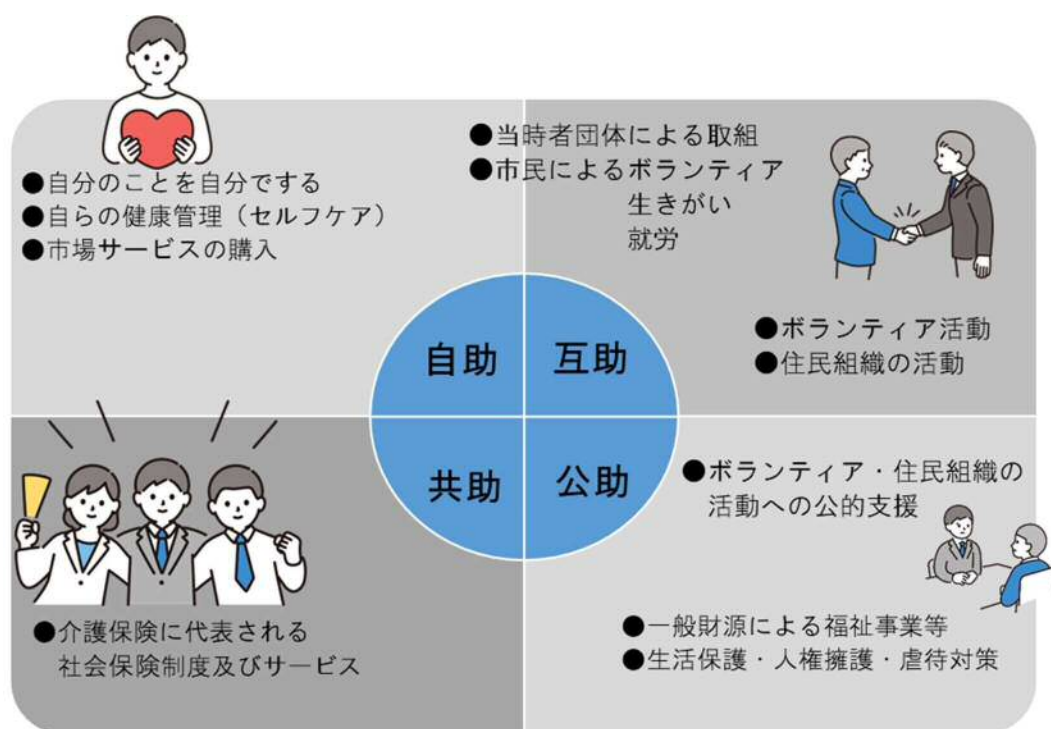 ●自分のことを自分でする
●自らの健康管理（セルフケア）
●市場サービスの購入
●当時者団体による取組
●市民によるボランティア
生きがい
就労
●ボランティア活動
●住民組織の活動
自助
互助
共助
公助
●介護保険に代表される
社会保険制度及びサービス
●ボランティア・住民組織の
活動への公的支援
●一般財源による福祉事業等
●生活保護・人権擁護・虐待対策